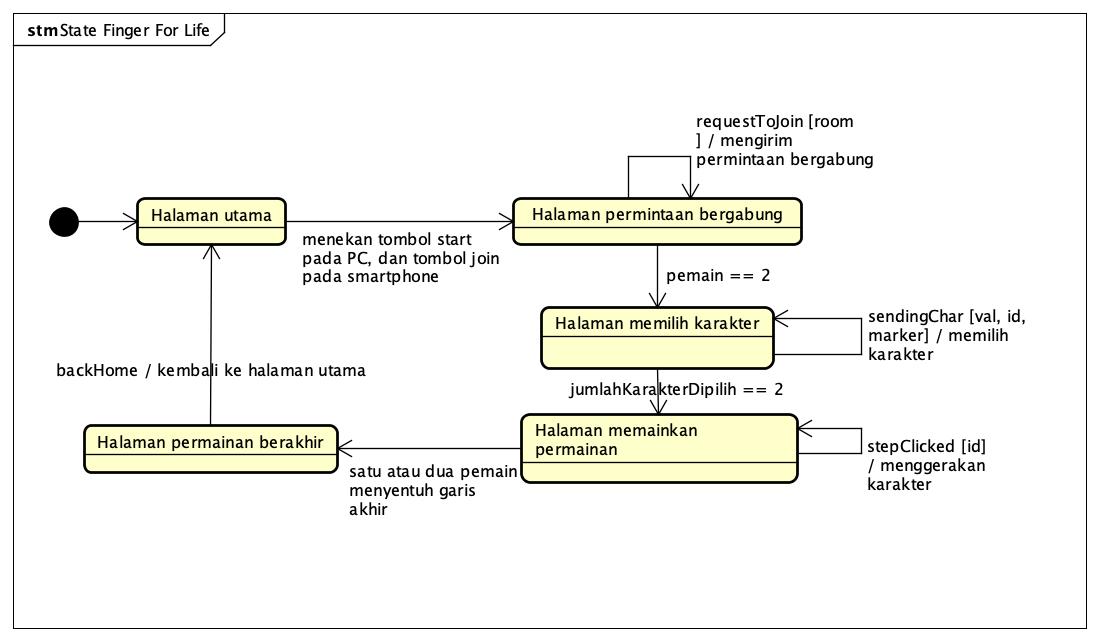 stm State Finger For Life
requestToJoin [room
] / mengirim
permintaan bergabung
Halaman utama
Halaman permintaan bergabung
menekan tombol start
pada PC, dan tombol join
pada smartphone
pemain == 2
Halaman memilih karakter
sendingChar [val, id,
marker] / memilih
karakter
backHome / kembali ke halaman utama
jumlahKarakterDipilih == 2
Halaman permainan berakhir
Halaman memainkan
permainan
stepClicked [id]
/ menggerakan
karakter
satu atau dua pemain
menyentuh garis
akhir